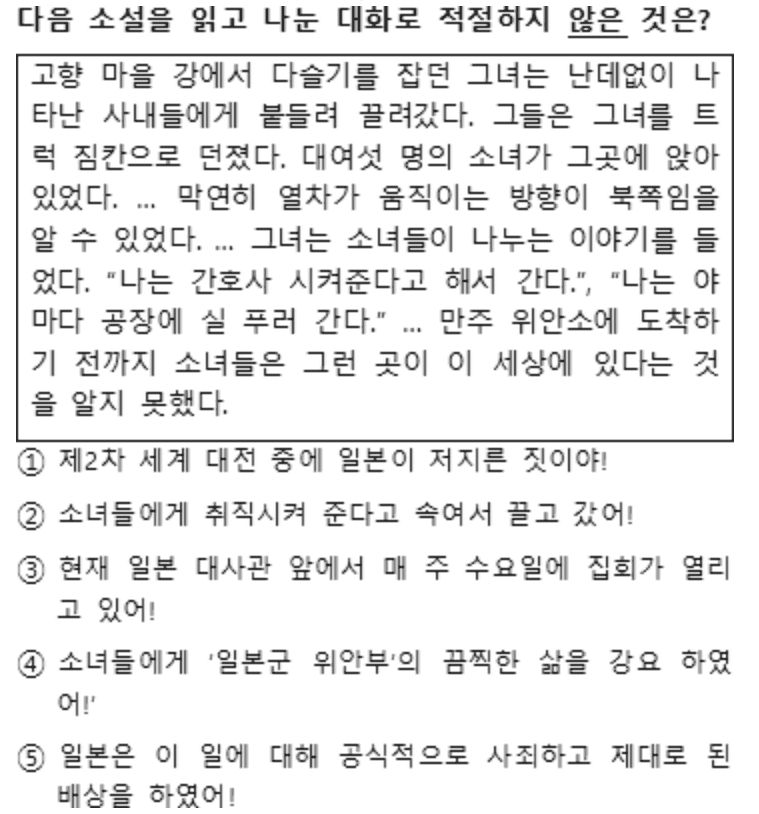 다음 소설을 읽고 나눈 대화로 적절하지 않은 것은?
고향 마을 강에서 다슬기를 잡던 그녀는 난데없이 나
타난 사내들에게 붙들려 끌려갔다. 그들은 그녀를 트
럭 짐칸으로 던졌다. 대여섯 명의 소녀가 그곳에 앉아
있었다. ... 막연히 열차가 움직이는 방향이 북쪽임을
알 수 있었다. ... 그녀는 소녀들이 나누는 이야기를 들
었다. “나는 간호사 시켜준다고 해서 간다.”, “나는 야
마다 공장에 실 푸러 간다.” ... 만주 위안소에 도착하
기 전까지 소녀들은 그런 곳이 이 세상에 있다는 것
을 알지 못했다.
① 제2차 세계 대전 중에 일본이 저지른 짓이야!
② 소녀들에게 취직시켜 준다고 속여서 끌고 갔어!
③ 현재 일본 대사관 앞에서 매 주 수요일에 집회가 열리
고 있어!
④ 소녀들에게 '일본군 위안부'의 끔찍한 삶을 강요 하였
어!'
⑤ 일본은 이 일에 대해 공식적으로 사죄하고 제대로 된
배상을 하였어!